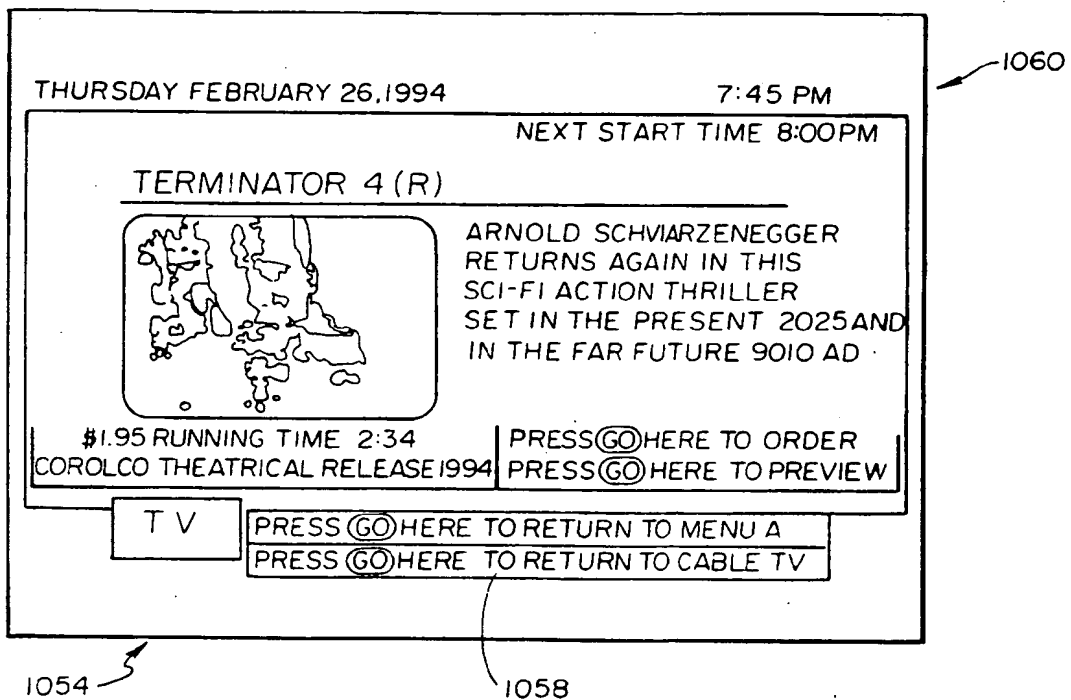 1060
THURSDAY FEBRUARY 26,1994 7:45 PM
NEXT START TIME 8:00PM
TERMINATOR 4 (R)
ARNOLD SCHVIARZENEGGER
RETURNS AGAIN IN THIS
SCI-FI ACTION THRILLER
SET IN THE PRESENT 2025 AND
IN THE FAR FUTURE 9010 AD
$1.95 RUNNING TIME 2:34
COROLCO THEATRICAL RELEASE 1994
PRESS GO HERE TO ORDER
PRESS GO HERE TO PREVIEW
TV
PRESS GO HERE TO RETURN TO MENU A
PRESS GO HERE TO RETURN TO CABLE TV
1054
1058